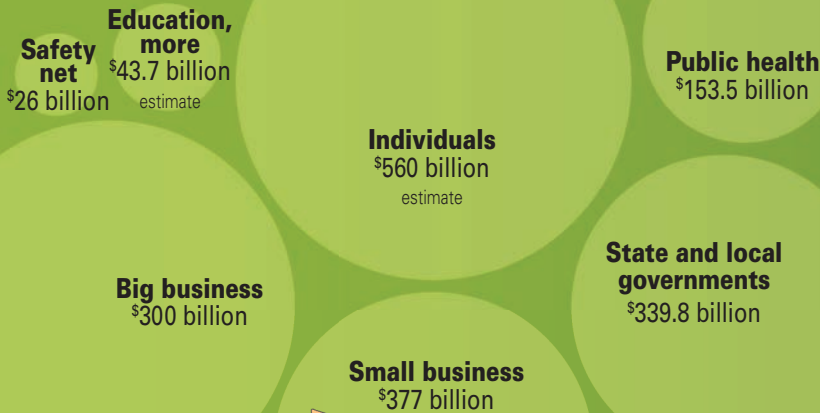 Education,
more
$43.7 billion
estimate
Safety
net
$26 billion
Public health
$153.5 billion
Individuals
$560 billion
estimate
State and local
governments
$339.8 billion
Big business
$300 billion
Small business
$377 billion